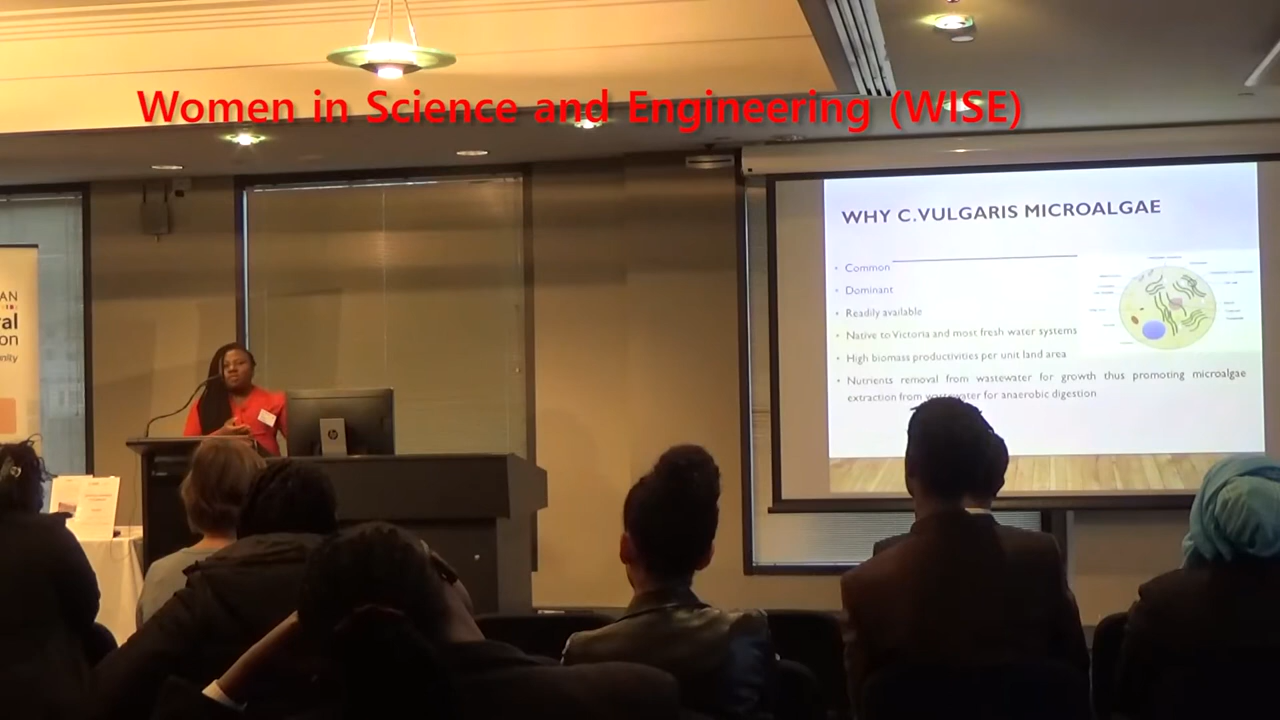 Women in Science and Engineering (WISE)
WHY C.VULGARIS MICROALGAE
• Common
• Dominant
• Readily available
• Native to Victoria and most fresh water systems
• High biomass productivities per unit land area
• Nutrients removal from wastewater for growth thus promoting microalgae
extraction from wastewater for anaerobic digestion
hp